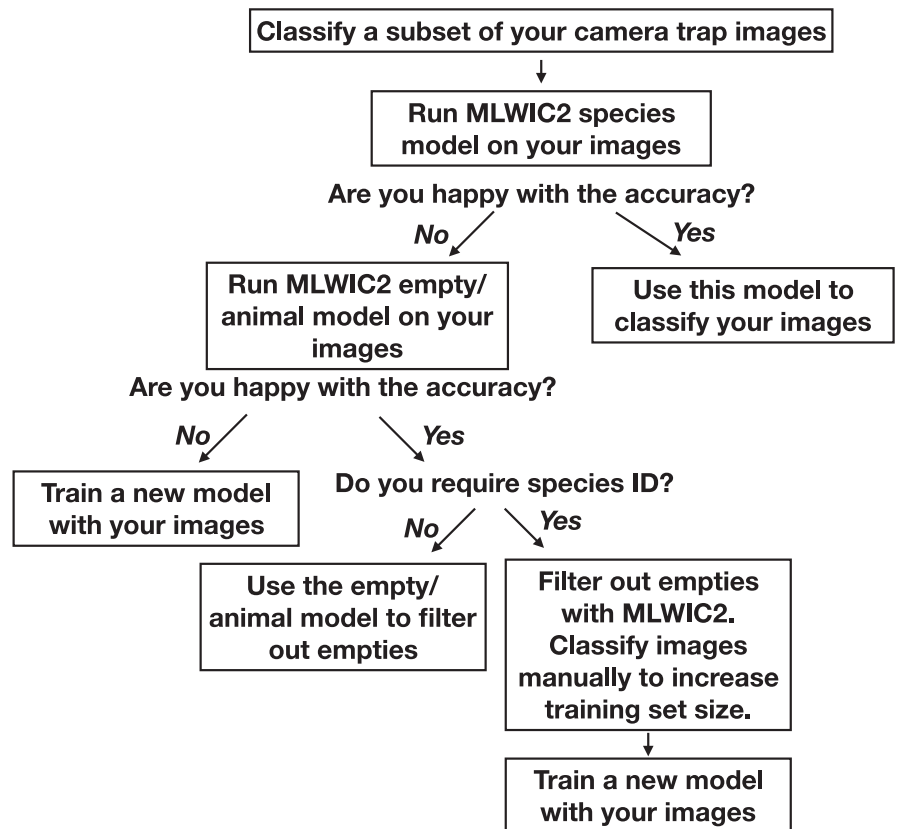 Classify a subset of your camera trap images
Run MLWIC2 species
model on your images
Are you happy with the accuracy?
No
Yes
Run MLWIC2 empty/
animal model on your
images
Use this model to
classify your images
Are you happy with the accuracy?
No
Yes
Train a new model
with your images
Do you require species ID?
No
Yes
Use the empty/
animal model to filter
out empties
Filter out empties
with MLWIC2.
Classify images
manually to increase
training set size.
Train a new model
with your images